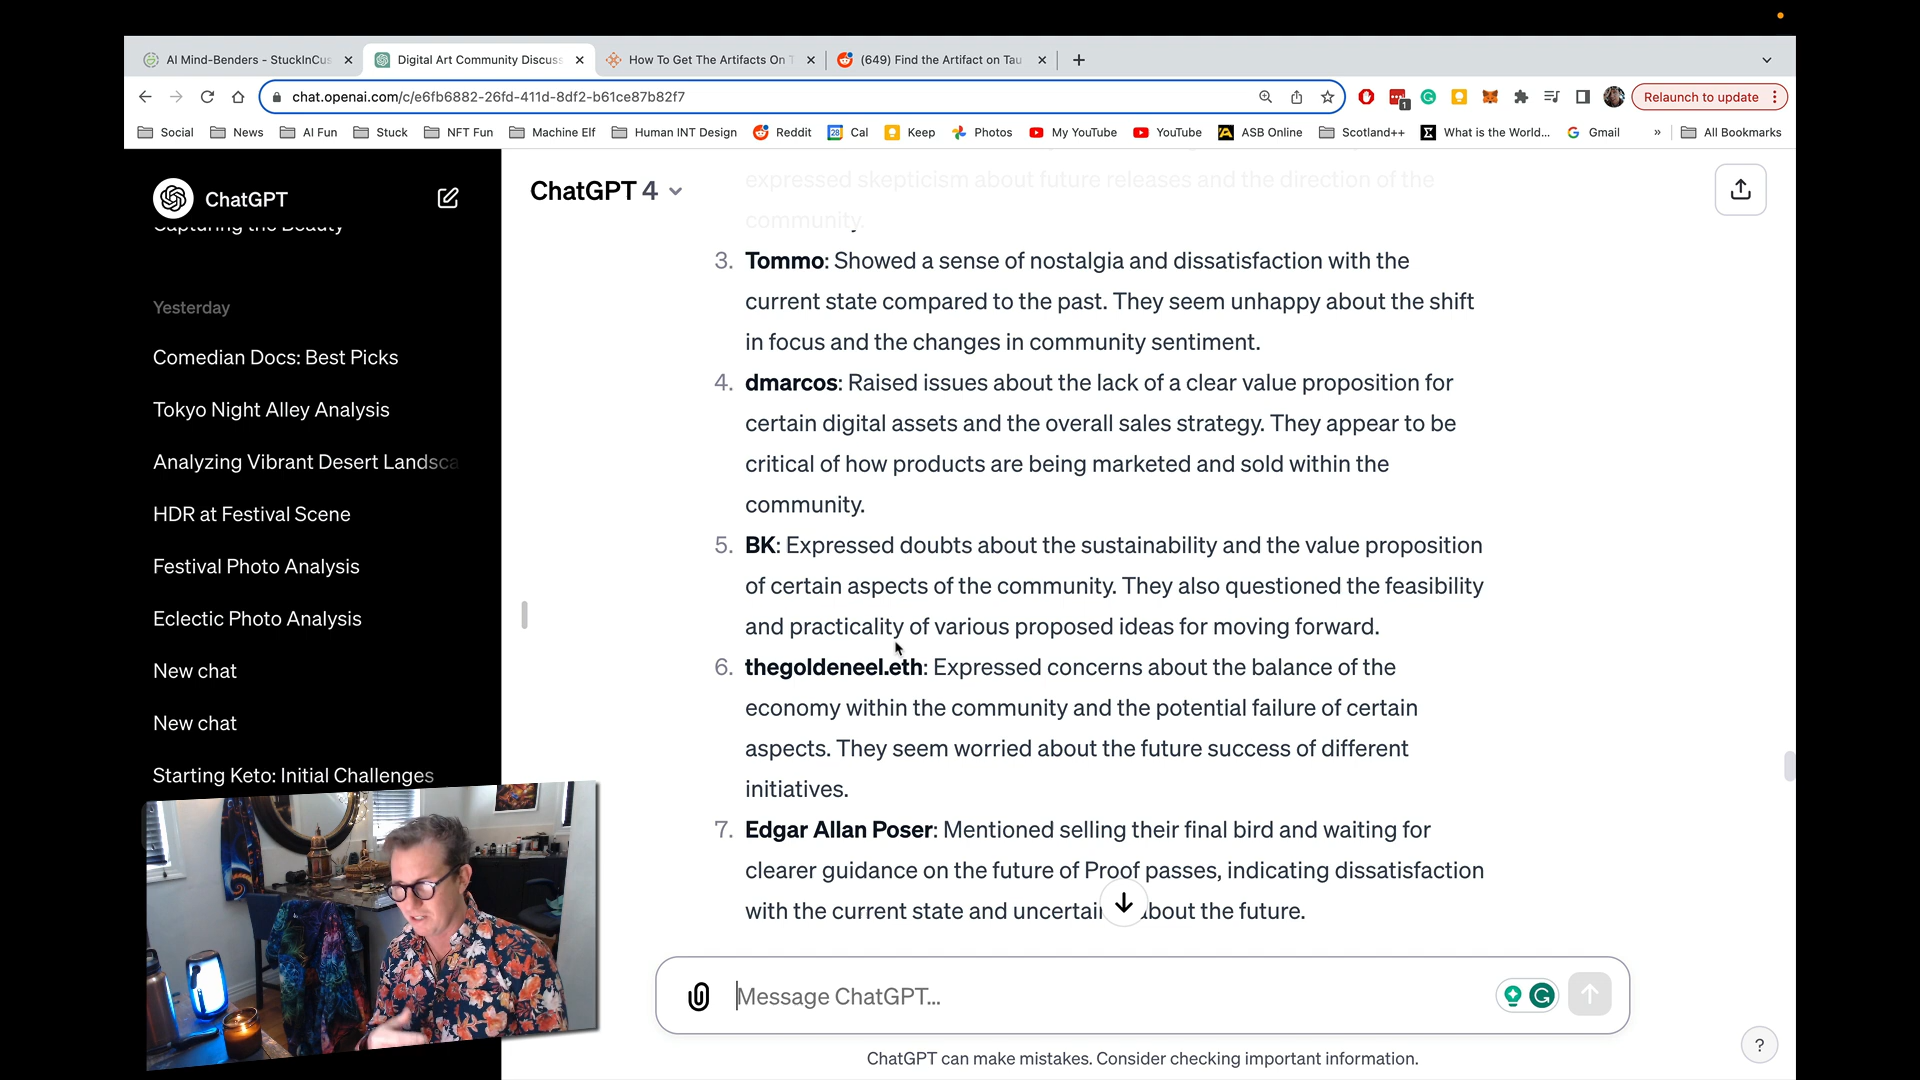 AI Mind-Benders - StuckInCus
Digital Art Community Discuss
How To Get The Artifacts On T
(649) Find the Artifact on Tau
chat.openai.com/c/e6fb6882-26fd-411d-8df2-b61ce87b82f7
1
Relaunch to update
Social
News
AI Fun
Stuck
NFT Fun
Machine Elf
Human INT Design
Reddit
28
Cal
Keep
Photos
My YouTube
YouTube
ASB Online
Scotland++
What is the World...
Gmail
»
All Bookmarks
ChatGPT
Capturing the Beauty
Yesterday
Comedian Docs: Best Picks
Tokyo Night Alley Analysis
Analyzing Vibrant Desert Landsca
HDR at Festival Scene
Festival Photo Analysis
Eclectic Photo Analysis
New chat
New chat
Starting Keto: Initial Challenges
ChatGPT 4
expressed skepticism about future releases and the direction of the
community.
3. Tommo: Showed a sense of nostalgia and dissatisfaction with the
current state compared to the past. They seem unhappy about the shift
in focus and the changes in community sentiment.
4. dmarcos: Raised issues about the lack of a clear value proposition for
certain digital assets and the overall sales strategy. They appear to be
critical of how products are being marketed and sold within the
community.
5. BK: Expressed doubts about the sustainability and the value proposition
of certain aspects of the community. They also questioned the feasibility
and practicality of various proposed ideas for moving forward.
6. thegoldeneel.eth: Expressed concerns about the balance of the
economy within the community and the potential failure of certain
aspects. They seem worried about the future success of different
initiatives.
7. Edgar Allan Poser: Mentioned selling their final bird and waiting for
clearer guidance on the future of Proof passes, indicating dissatisfaction
with the current state and uncertai about the future.
Message ChatGPT...
ChatGPT can make mistakes. Consider checking important information.
?